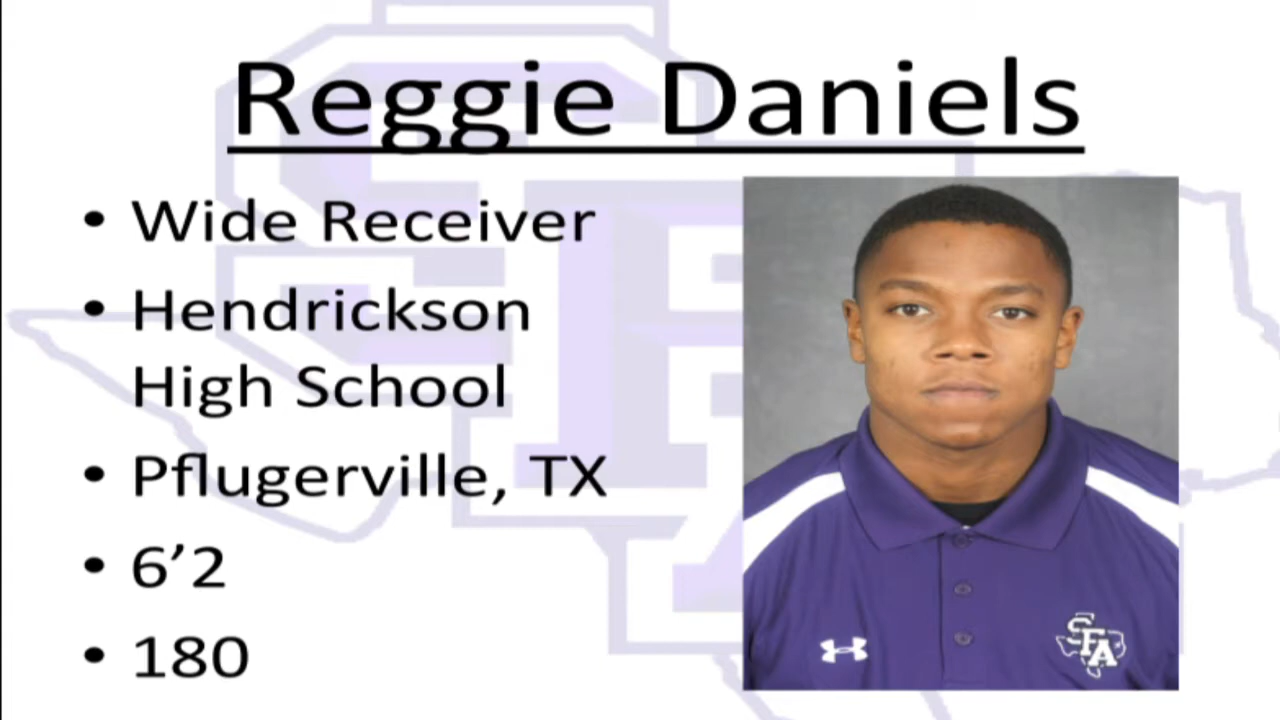 Reggie Daniels
• Wide Receiver
• Hendrickson
High School
• Pflugerville, TX
• 6’2
• 180
SFA